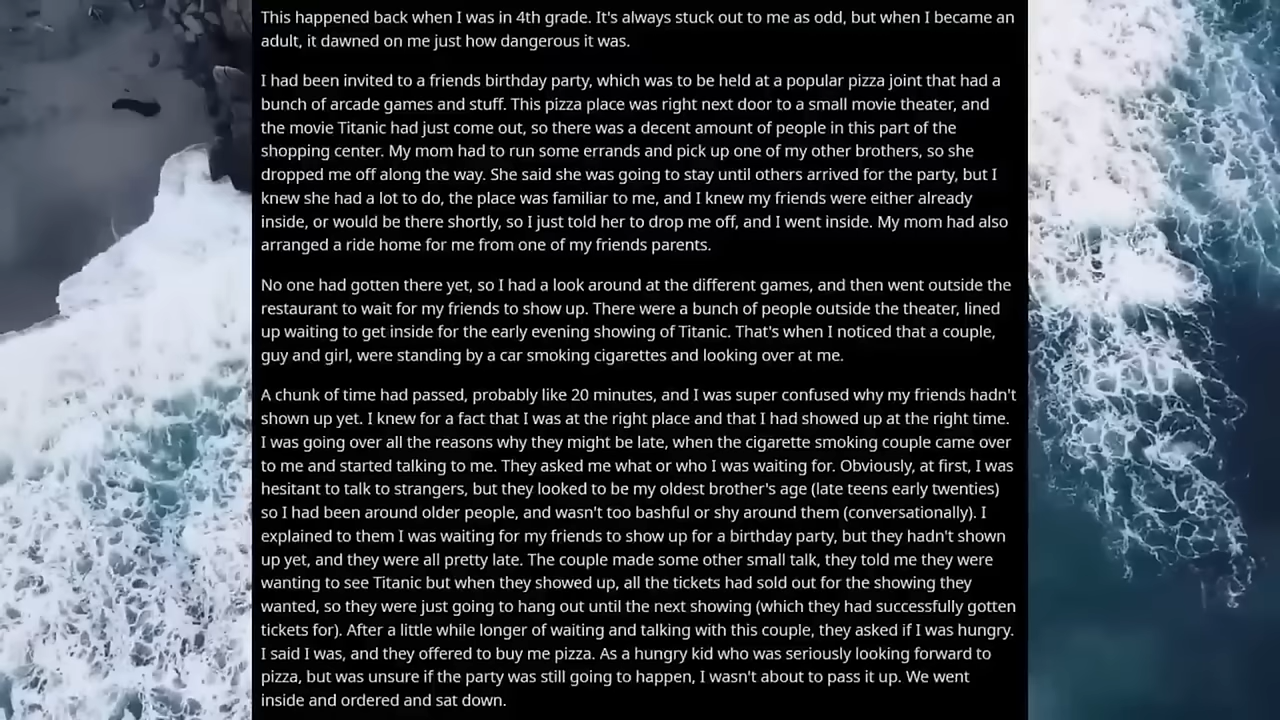 This happened back when I was in 4th grade. It's always stuck out to me as odd, but when I became an
adult, it dawned on me just how dangerous it was.
I had been invited to a friends birthday party, which was to be held at a popular pizza joint that had a
bunch of arcade games and stuff. This pizza place was right next door to a small movie theater, and
the movie Titanic had just come out, so there was a decent amount of people in this part of the
shopping center. My mom had to run some errands and pick up one of my other brothers, so she
dropped me off along the way. She said she was going to stay until others arrived for the party, but I
knew she had a lot to do, the place was familiar to me, and I knew my friends were either already
inside, or would be there shortly, so I just told her to drop me off, and I went inside. My mom had also
arranged a ride home for me from one of my friends parents.
No one had gotten there yet, so I had a look around at the different games, and then went outside the
restaurant to wait for my friends to show up. There were a bunch of people outside the theater, lined
up waiting to get inside for the early evening showing of Titanic. That's when I noticed that a couple,
guy and girl, were standing by a car smoking cigarettes and looking over at me.
A chunk of time had passed, probably like 20 minutes, and I was super confused why my friends hadn't
shown up yet. I knew for a fact that I was at the right place and that I had showed up at the right time.
I was going over all the reasons why they might be late, when the cigarette smoking couple came over
to me and started talking to me. They asked me what or who I was waiting for. Obviously, at first, I was
hesitant to talk to strangers, but they looked to be my oldest brother's age (late teens early twenties)
so I had been around older people, and wasn't too bashful or shy around them (conversationally). I
explained to them I was waiting for my friends to show up for a birthday party, but they hadn't shown
up yet, and they were all pretty late. The couple made some other small talk, they told me they were
wanting to see Titanic but when they showed up, all the tickets had sold out for the showing they
wanted, so they were just going to hang out until the next showing (which they had successfully gotten
tickets for). After a little while longer of waiting and talking with this couple, they asked if I was hungry.
I said I was, and they offered to buy me pizza. As a hungry kid who was seriously looking forward to
pizza, but was unsure if the party was still going to happen, I wasn't about to pass it up. We went
inside and ordered and sat down.